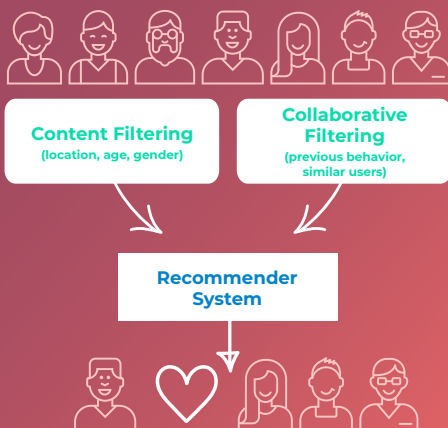 Content Filtering
(location, age, gender)
Collaborative
Filtering
(previous behavior,
similar users)
Recommender
System